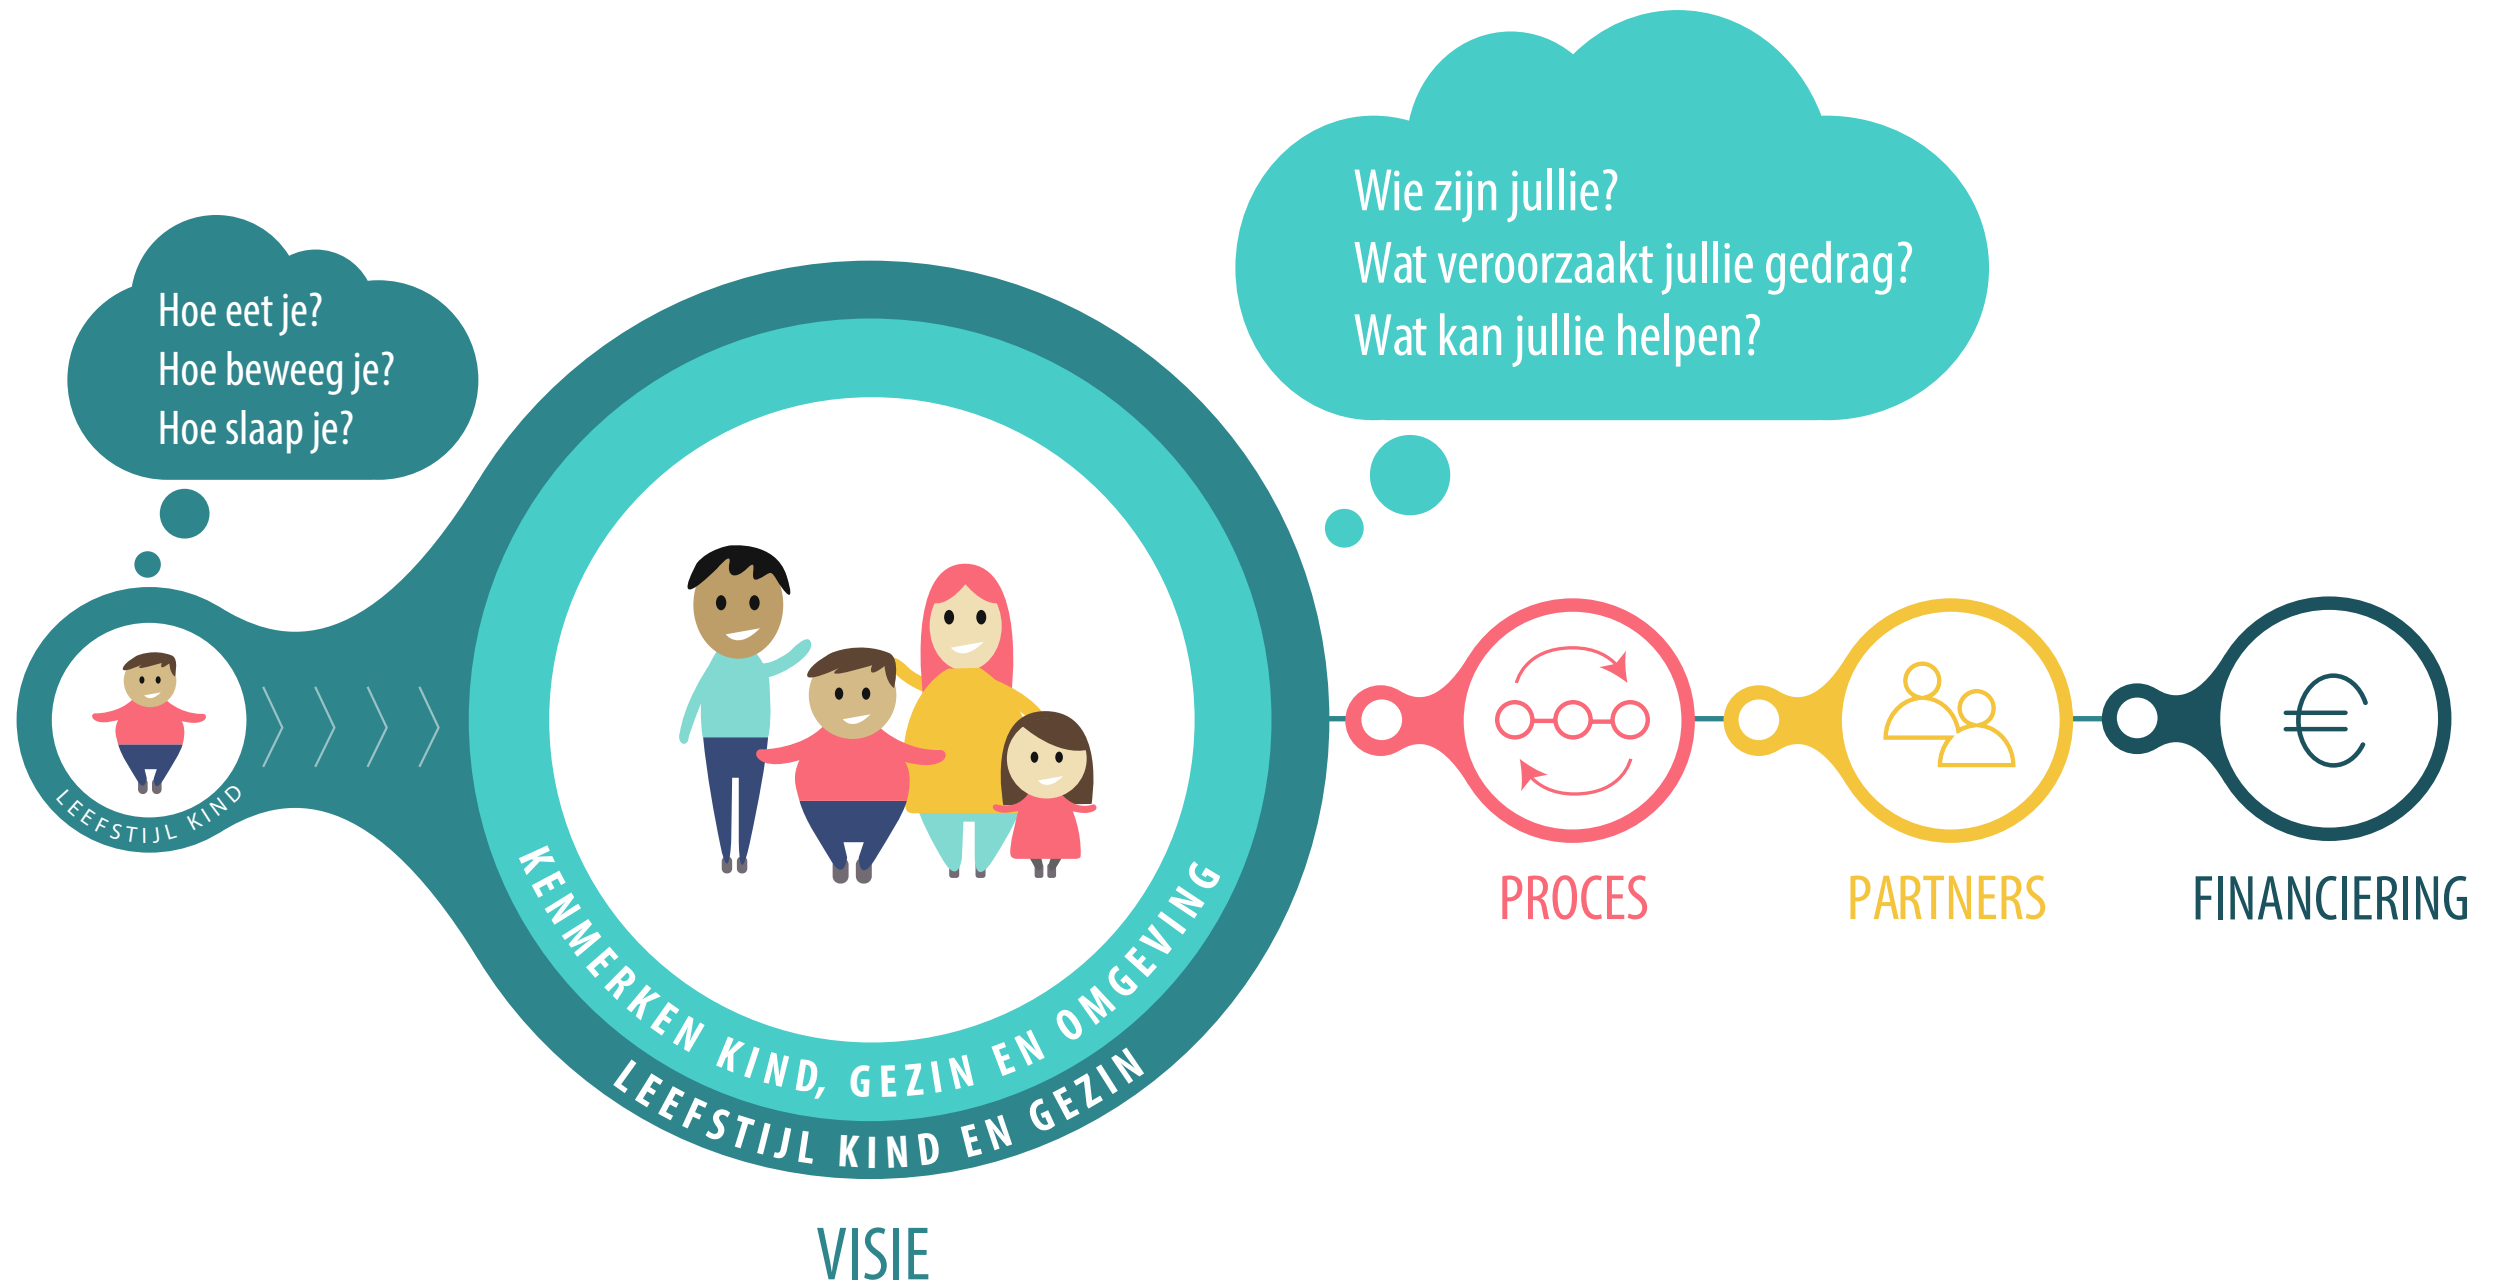 Hoe eet je?
Hoe beweeg je?
Hoe slaap je?
LEEFSTIJL KIND
Wie zijn jullie?
Wat veroorzaakt jullie gedrag?
Wat kan jullie helpen?
KENMERKEN KIND, GEZIN EN OMGEVING
LEEFSTIJL KIND EN GEZIN
VISIE
PROCES
PARTNERS
€
FINANCIERING